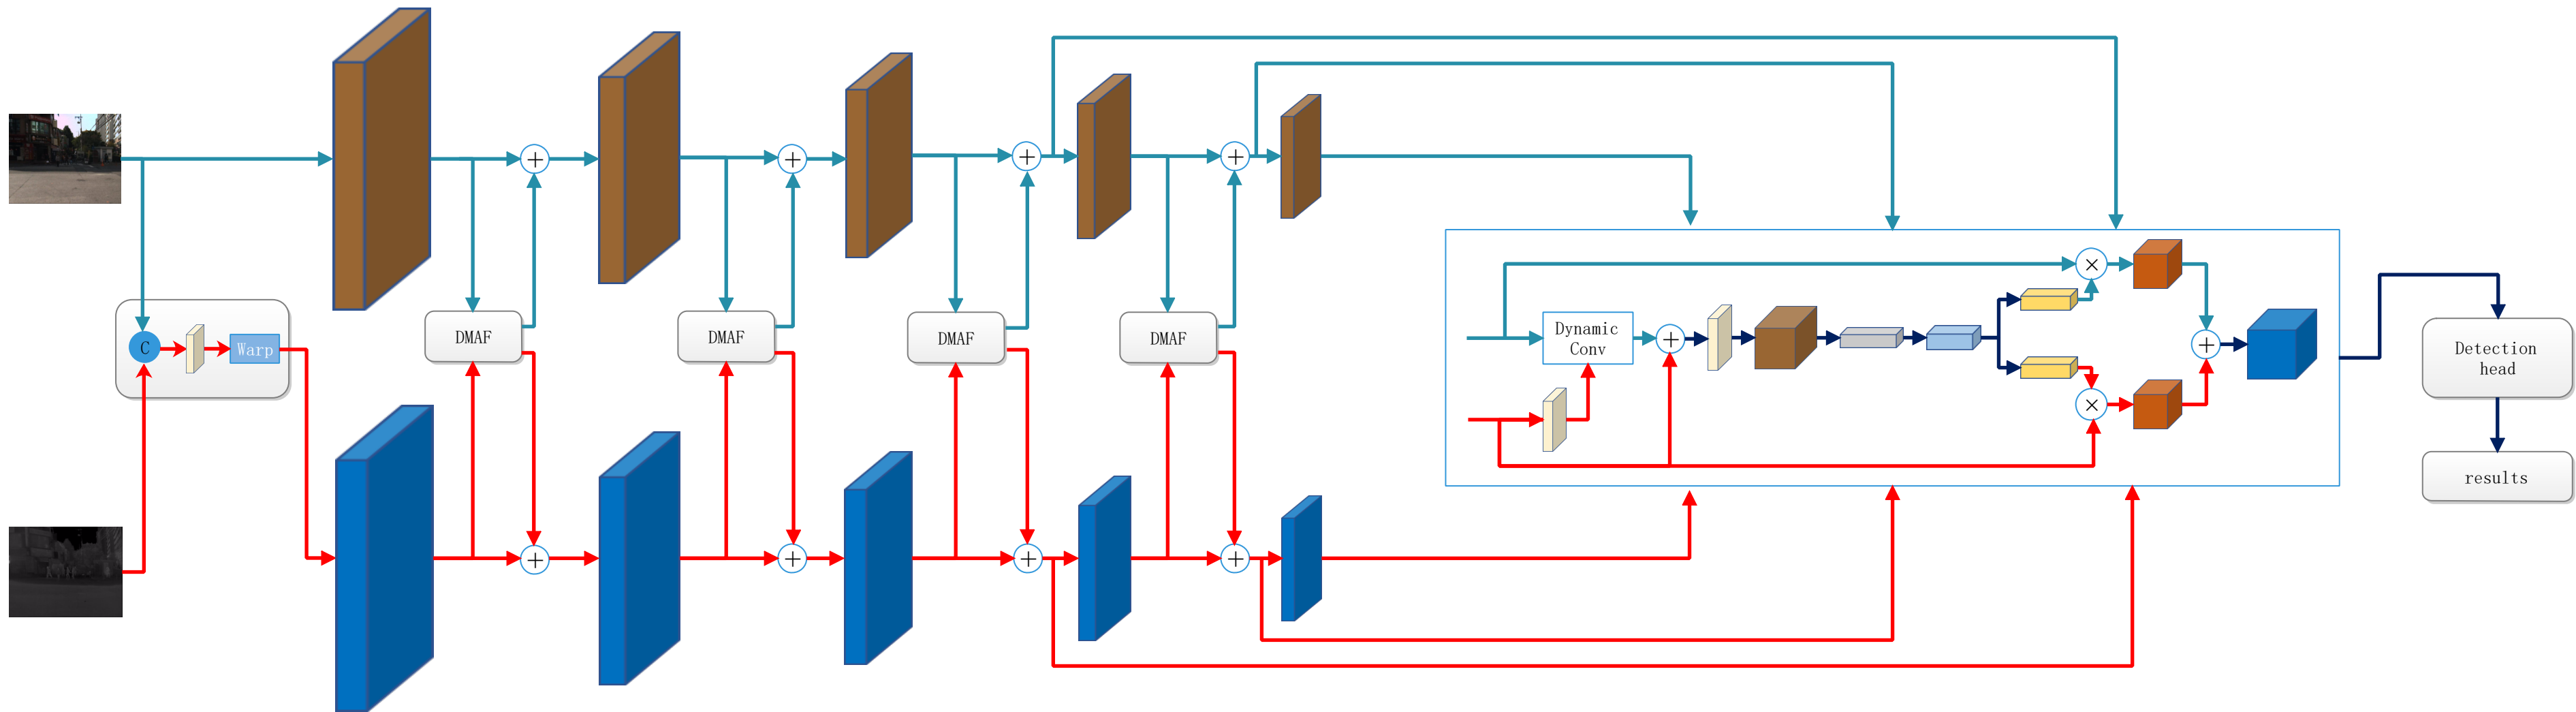 C
Warp
DMAF
DMAF
DMAF
DMAF
Dynamic
Conv
Detection
head
results